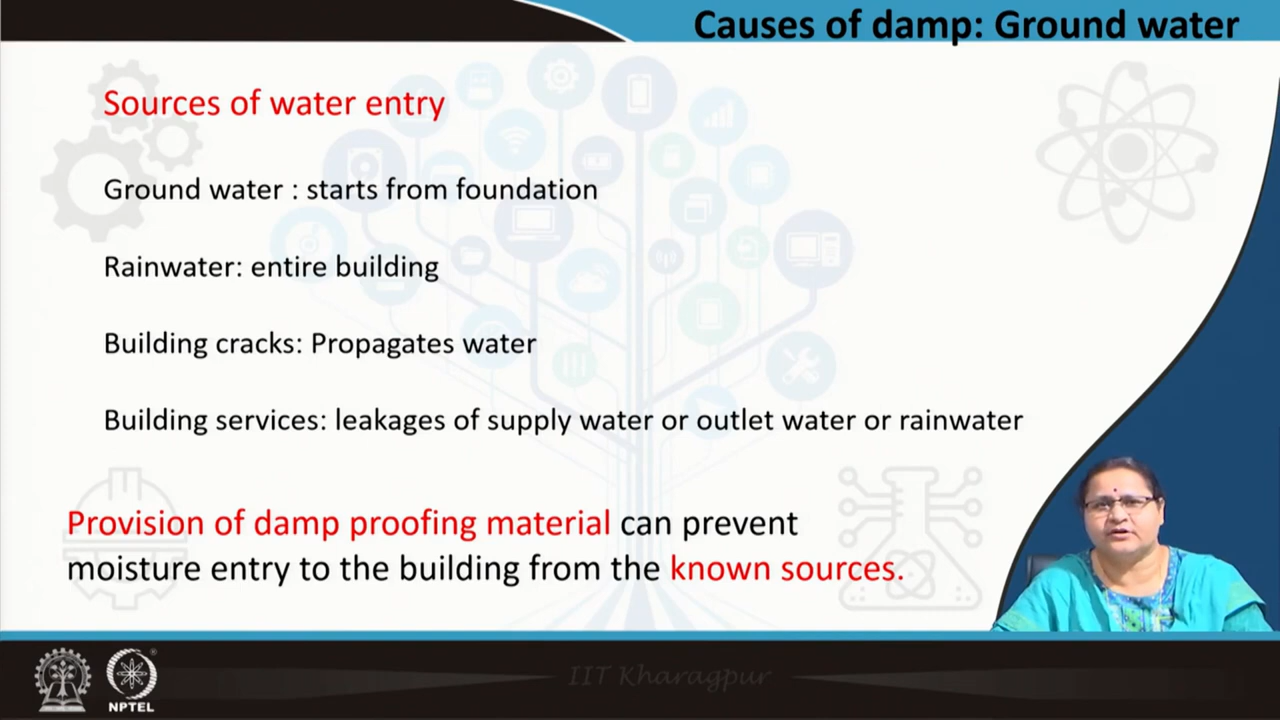 Causes of damp: Ground water
Sources of water entry
Ground water : starts from foundation
Rainwater: entire building
Building cracks: Propagates water
Building services: leakages of supply water or outlet water or rainwater
Provision of damp proofing material can prevent
moisture entry to the building from the known sources.
IIT Kharagpur
NPTEL